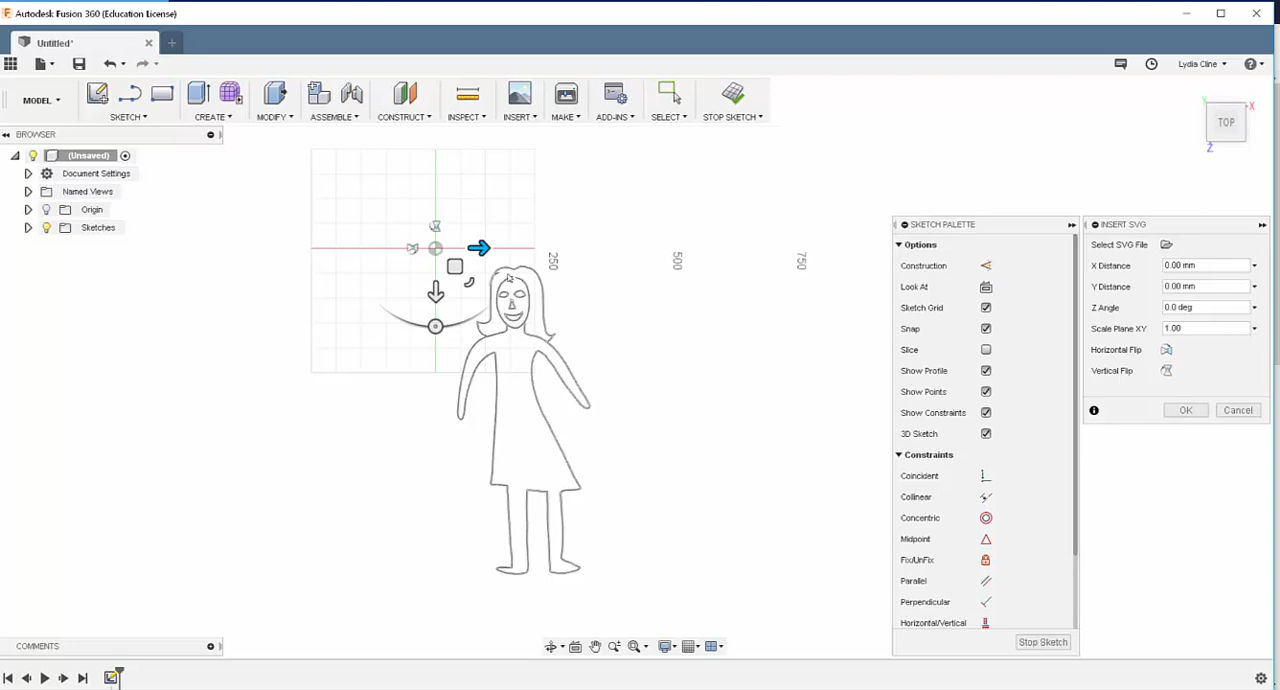 Autodesk Fusion 360 (Education License)
Untitled*
Lydia Cline
MODEL
SKETCH
CREATE
MODIFY
ASSEMBLE
CONSTRUCT
INSPECT
INSERT
MAKE
ADD-INS
SELECT
STOP SKETCH
BROWSER
(Unsaved)
Document Settings
Named Views
Origin
Sketches
Y
X
TOP
Z
250
500
750
SKETCH PALETTE
Options
Construction
Look At
Sketch Grid
Snap
Slice
Show Profile
Show Points
Show Constraints
3D Sketch
Constraints
Coincident
Collinear
Concentric
Midpoint
Fix/UnFix
Parallel
Perpendicular
Horizontal/Vertical
Stop Sketch
INSERT SVG
Select SVG File
X Distance 0.00 mm
Y Distance 0.00 mm
Z Angle 0.0 deg
Scale Plane XY 1.00
Horizontal Flip
Vertical Flip
OK Cancel
COMMENTS